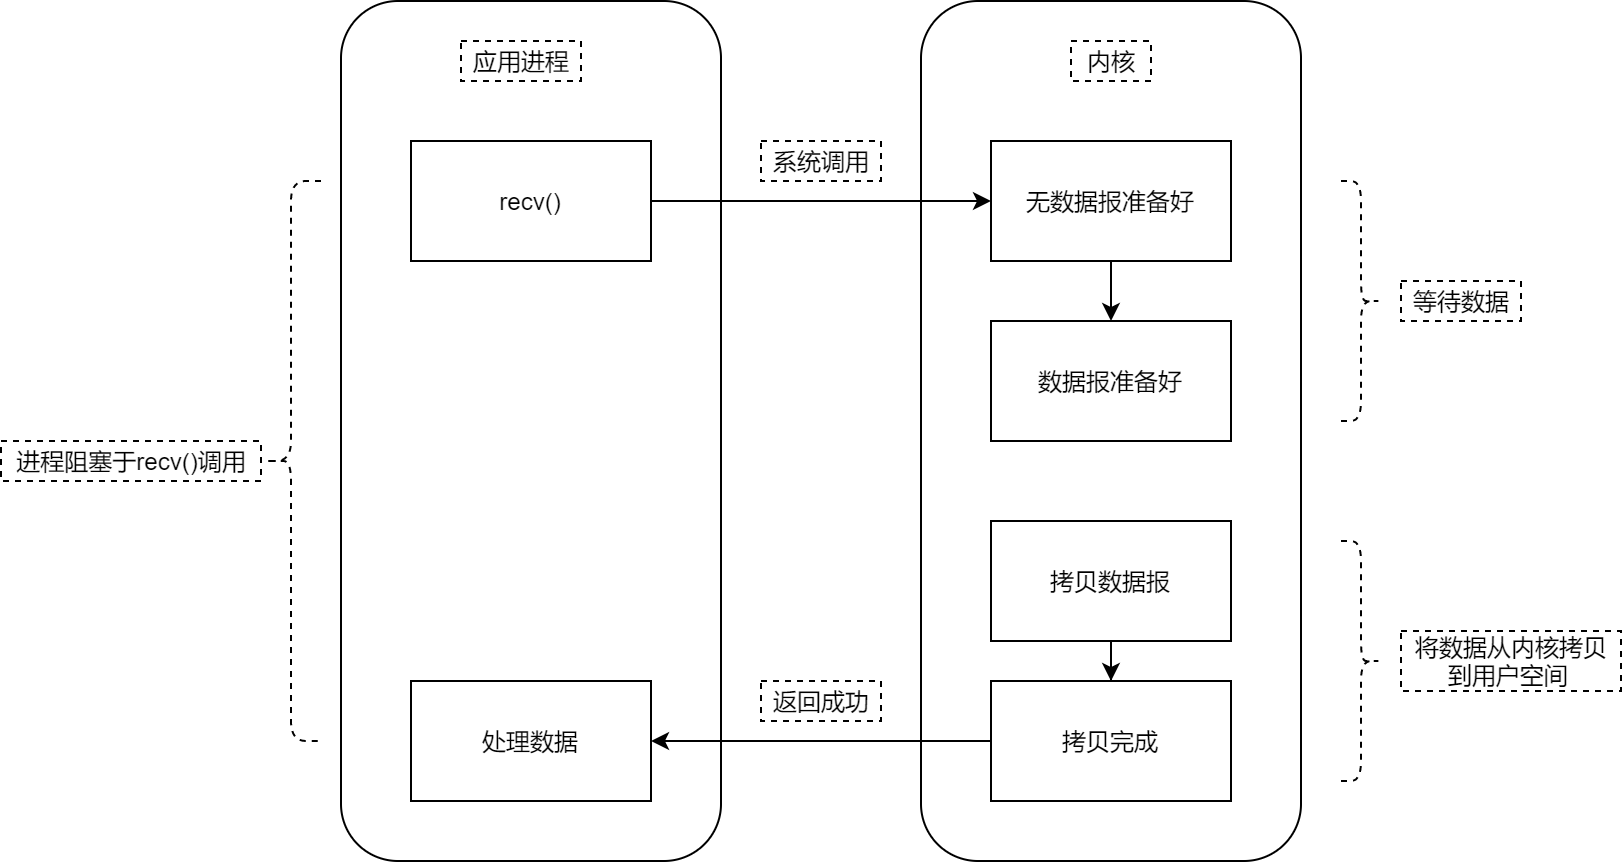 应用进程
内核
系统调用
recv()
无数据报准备好
等待数据
数据报准备好
进程阻塞于recv()调用
拷贝数据报
将数据从内核拷贝
到用户空间
返回成功
处理数据
拷贝完成